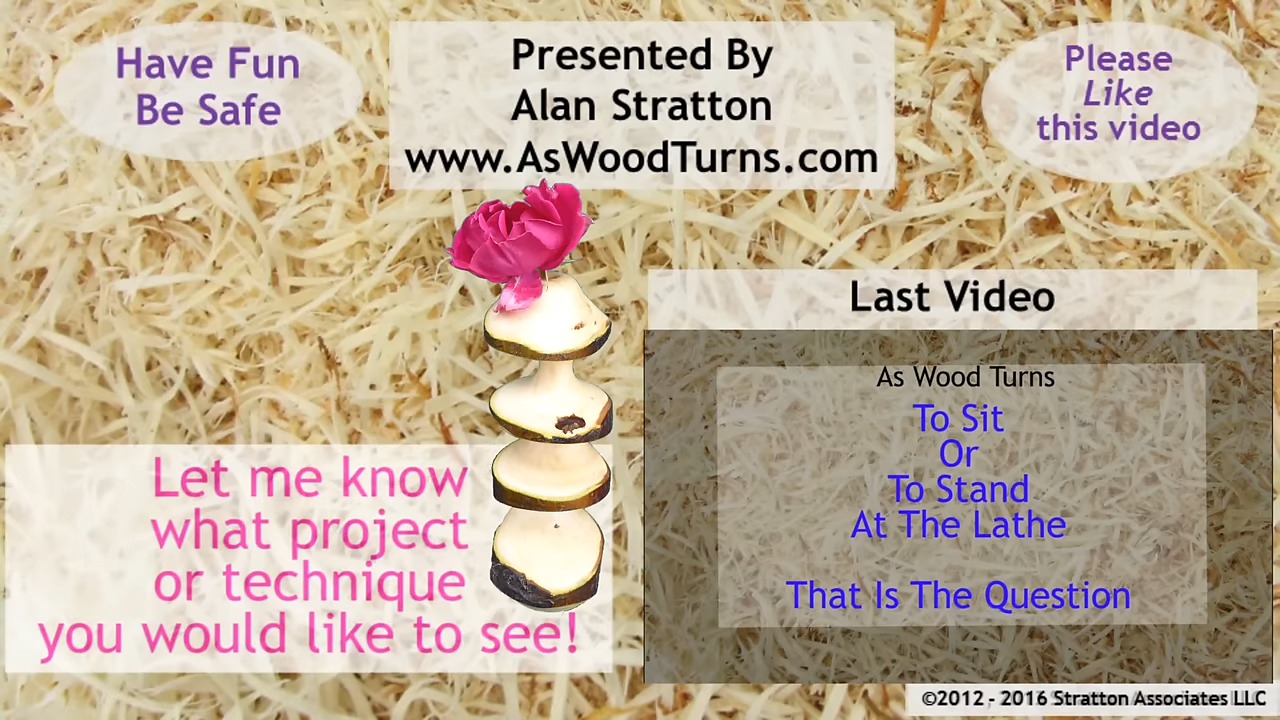 Have Fun
Be Safe
Presented By
Alan Stratton
www.AsWoodTurns.com
Please
Like
this video
Last Video
As Wood Turns
To Sit
Or
To Stand
At The Lathe
That Is The Question
Let me know
what project
or technique
you would like to see!
©2012 - 2016 Stratton Associates LLC